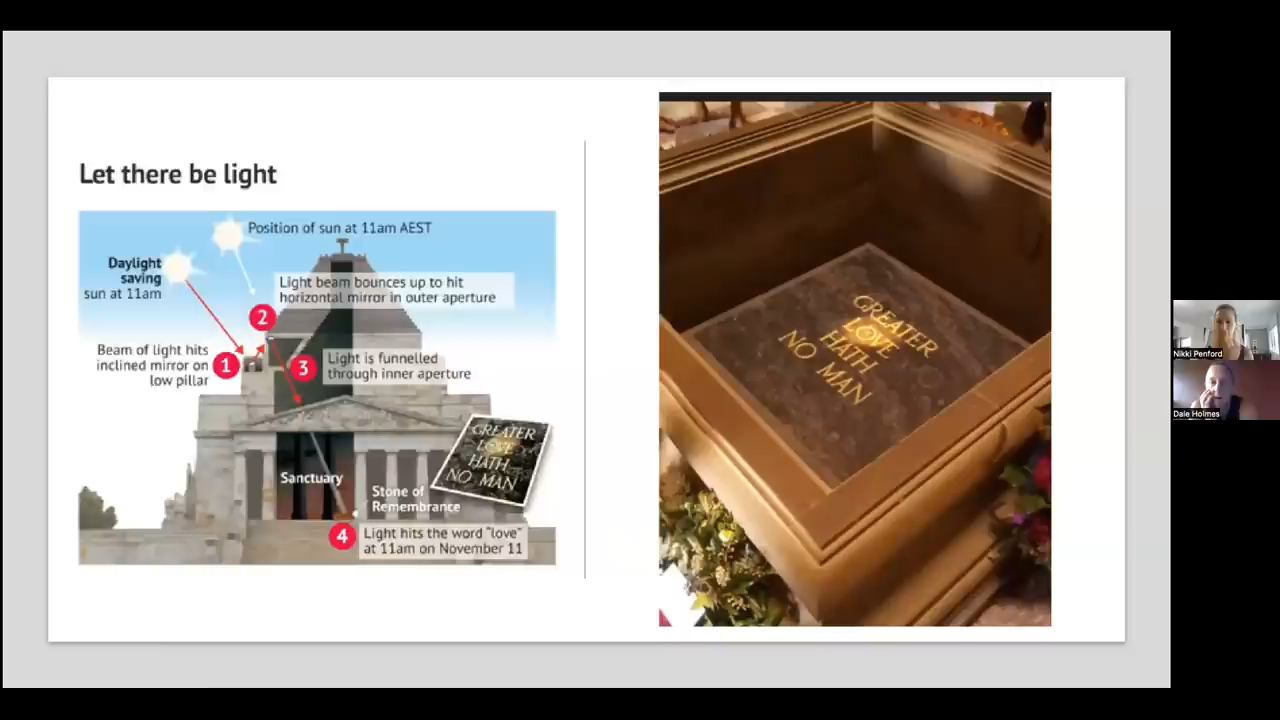 Let there be light
Position of sun at 11am AEST
Daylight
saving
sun at 11am
Light beam bounces up to hit
horizontal mirror in outer aperture
2
Beam of light hits
inclined mirror on
low pillar
1
3
Light is funnelled
through inner aperture
Sanctuary
Stone of
Remembrance
GREATER
LOVE
HATH
NO MAN
4
Light hits the word "love"
at 11am on November 11
GREATER
LOVE
HATH
NO MAN
Nikki Penford
Dale Holmes